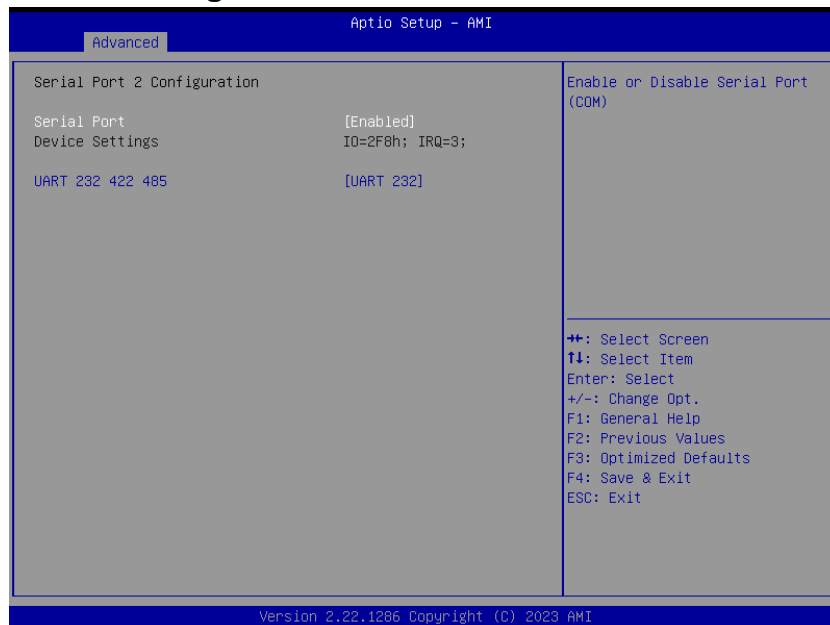 Aptio Setup - AMI
Advanced
Serial Port 2 Configuration
Serial Port [Enabled]
Device Settings IO=2F8h; IRQ=3;
UART 232 422 485 [UART 232]
Enable or Disable Serial Port
(COM)
→←: Select Screen
↑↓: Select Item
Enter: Select
+/-: Change Opt.
F1: General Help
F2: Previous Values
F3: Optimized Defaults
F4: Save & Exit
ESC: Exit
Version 2.22.1286 Copyright (C) 2023 AMI